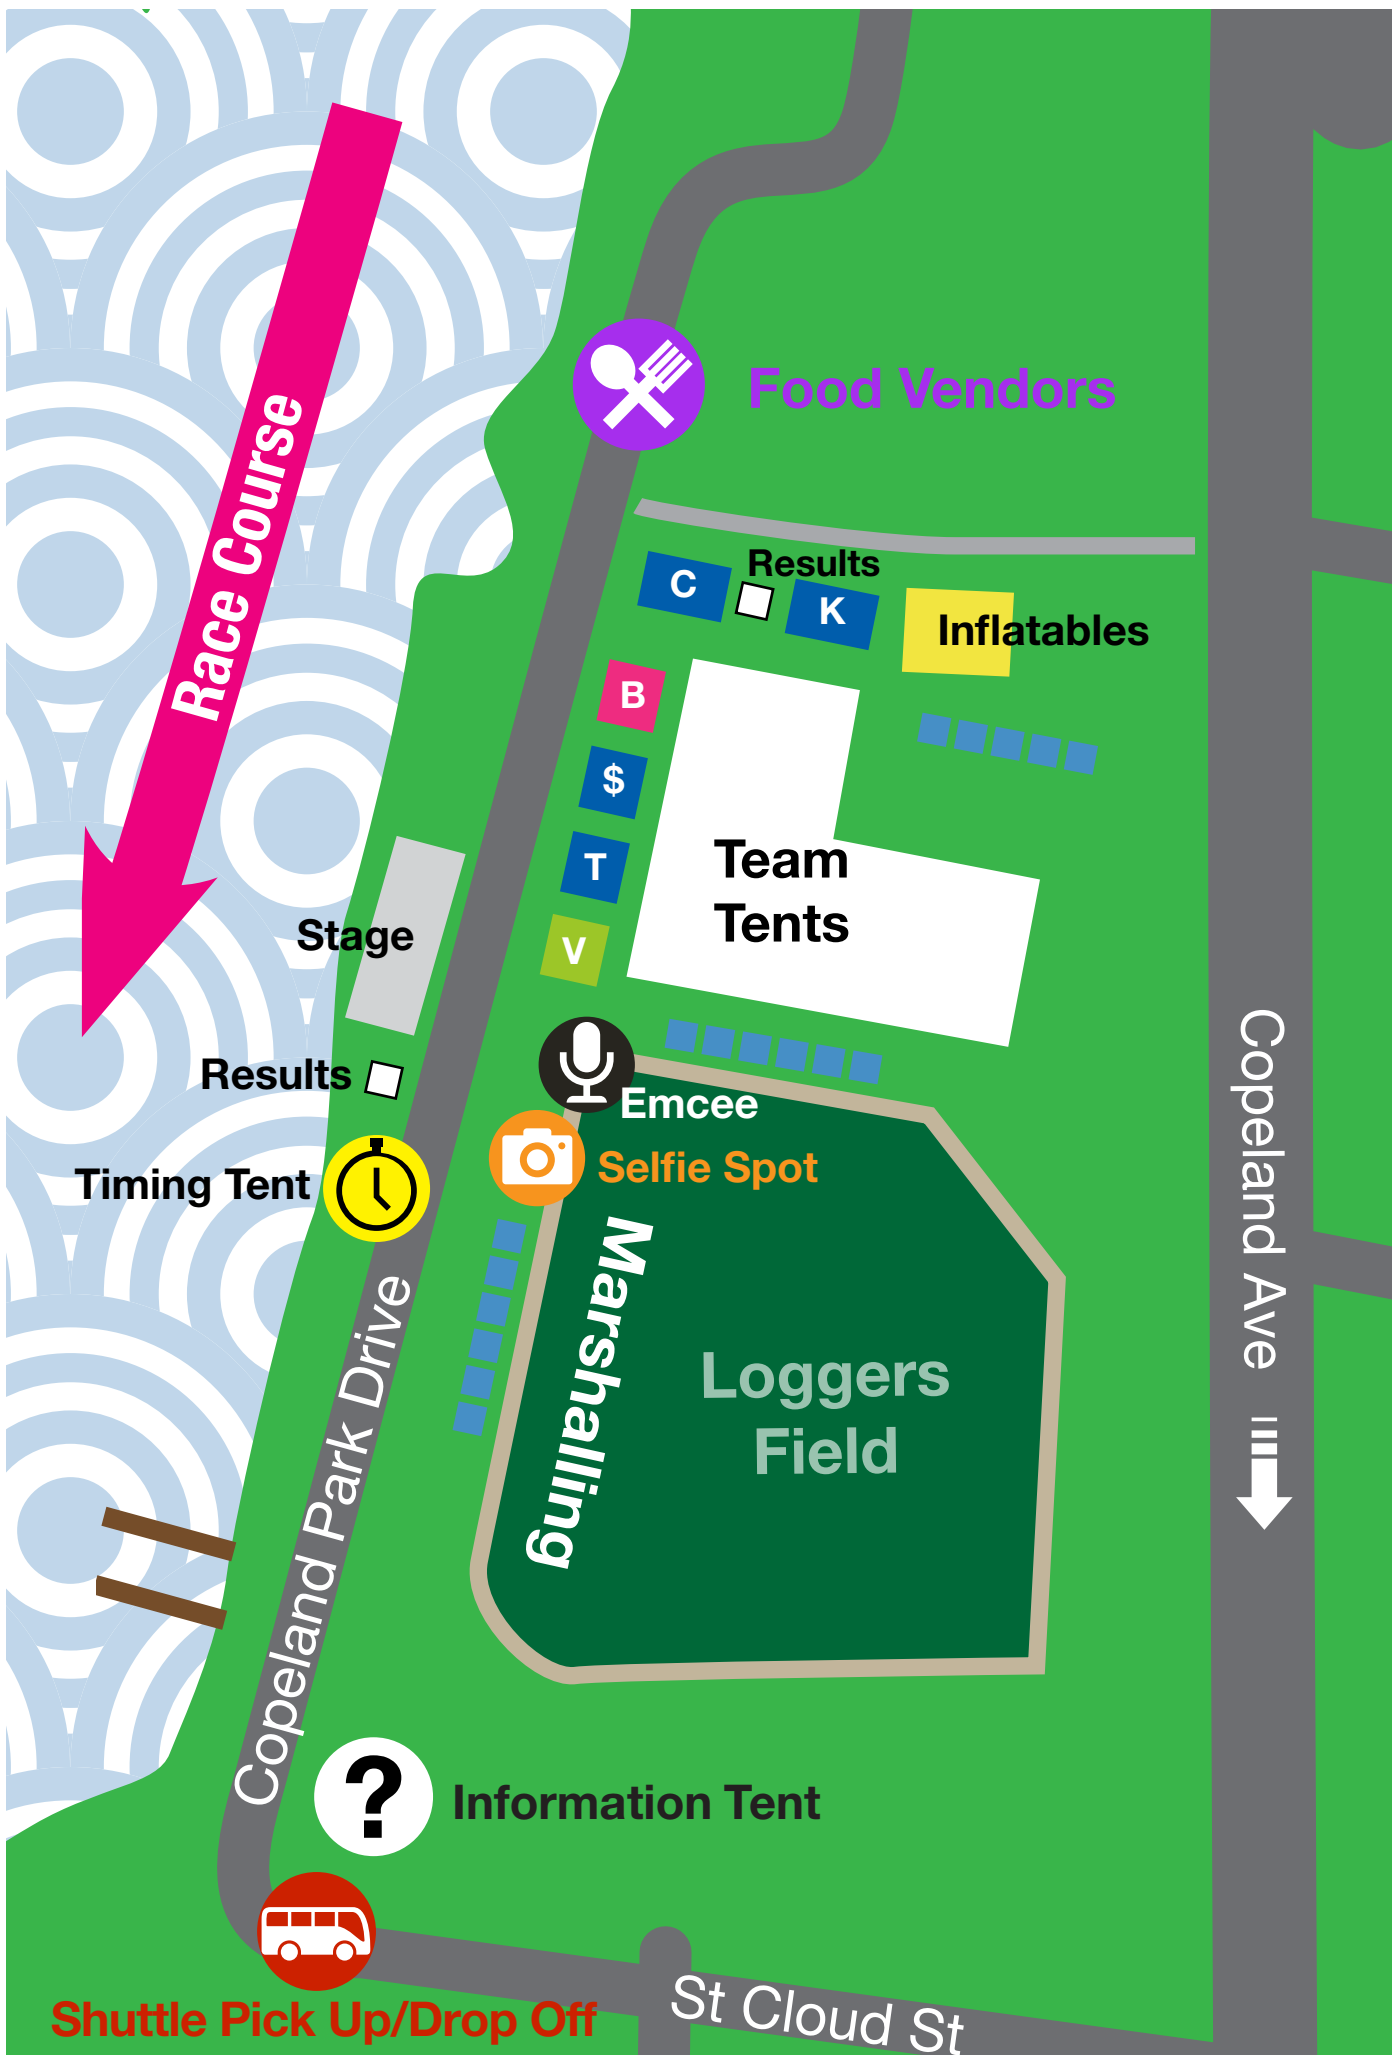 Race Course
Food Vendors
Results
C
K
Inflatables
B
$
T
V
Team
Tents
Stage
Results
Emcee
Selfie Spot
Timing Tent
Marshalling
Loggers
Field
Copeland Ave
Copeland Park Drive
?
Information Tent
Shuttle Pick Up/Drop Off
St Cloud St